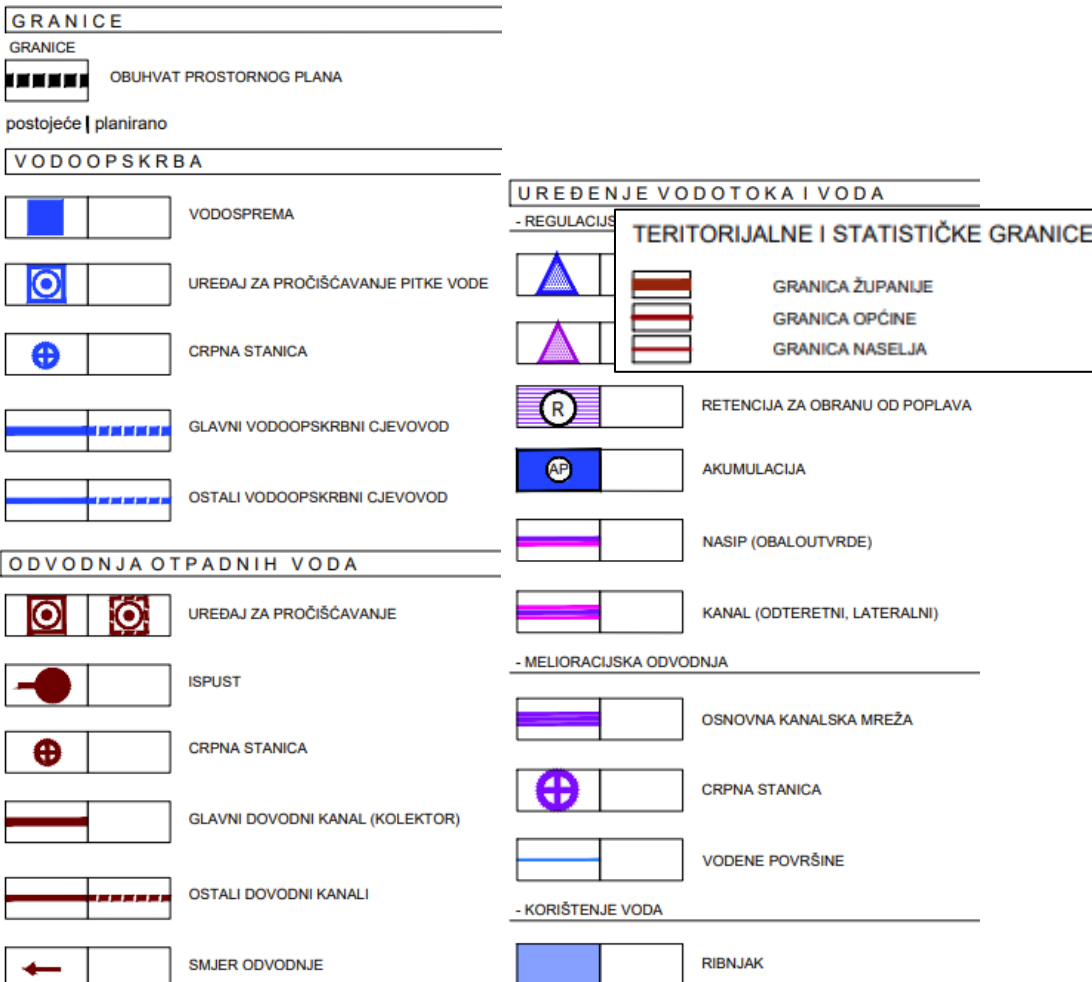 GRANICE
GRANICE
OBUHVAT PROSTORNOG PLANA
postojeće | planirano
VODOOPSKRBA
VODOSPREMA
UREĐAJ ZA PROČIŠĆAVANJE PITKE VODE
CRPNA STANICA
GLAVNI VODOOPSKRBNI CJEVOVOD
OSTALI VODOOPSKRBNI CJEVOVOD
ODVODNJA OTPADNIH VODA
UREĐAJ ZA PROČIŠĆAVANJE
ISPUST
CRPNA STANICA
GLAVNI DOVODNI KANAL (KOLEKTOR)
OSTALI DOVODNI KANALI
SMJER ODVODNJE
UREĐENJE VODOTOKA I VODA
- REGULACIJS
TERITORIJALNE I STATISTIČKE GRANICE
GRANICA ŽUPANIJE
GRANICA OPĆINE
GRANICA NASELJA
R RETENCIJA ZA OBRANU OD POPLAVA
AP AKUMULACIJA
NASIP (OBALOUTVRDE)
KANAL (ODTERETNI, LATERALNI)
- MELIORACIJSKA ODVODNJA
OSNOVNA KANALSKA MREŽA
CRPNA STANICA
VODENE POVRŠINE
- KORIŠTENJE VODA
RIBNJAK